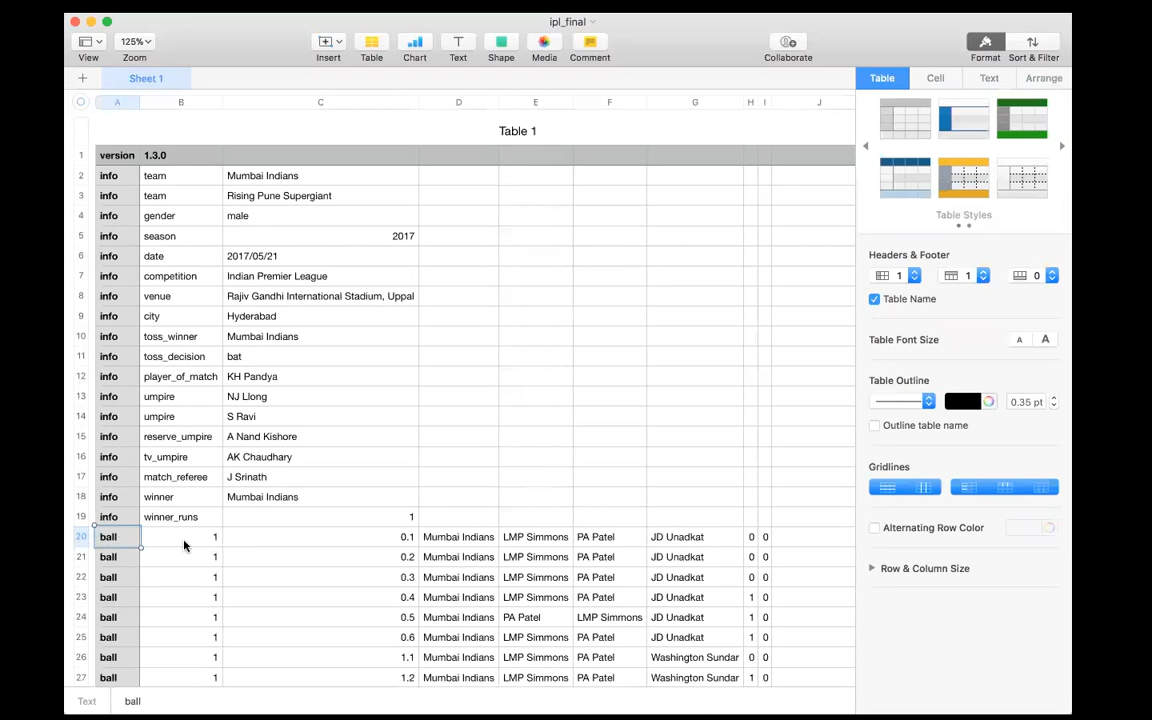 ipl_final
125%
View Zoom Insert Table Chart Text Shape Media Comment Collaborate Format Sort & Filter
+ Sheet 1
Table Cell Text Arrange
A B C D E F G H I J
Table 1
1 version 1.3.0
2 info team Mumbai Indians
3 info team Rising Pune Supergiant
4 info gender male
5 info season 2017
6 info date 2017/05/21
7 info competition Indian Premier League
8 info venue Rajiv Gandhi International Stadium, Uppal
9 info city Hyderabad
10 info toss_winner Mumbai Indians
11 info toss_decision bat
12 info player_of_match KH Pandya
13 info umpire NJ Llong
14 info umpire S Ravi
15 info reserve_umpire A Nand Kishore
16 info tv_umpire AK Chaudhary
17 info match_referee J Srinath
18 info winner Mumbai Indians
19 info winner_runs 1
20 ball 1 0.1 Mumbai Indians LMP Simmons PA Patel JD Unadkat 0 0
21 ball 1 0.2 Mumbai Indians LMP Simmons PA Patel JD Unadkat 0 0
22 ball 1 0.3 Mumbai Indians LMP Simmons PA Patel JD Unadkat 0 0
23 ball 1 0.4 Mumbai Indians LMP Simmons PA Patel JD Unadkat 1 0
24 ball 1 0.5 Mumbai Indians PA Patel LMP Simmons JD Unadkat 1 0
25 ball 1 0.6 Mumbai Indians LMP Simmons PA Patel JD Unadkat 1 0
26 ball 1 1.1 Mumbai Indians LMP Simmons PA Patel Washington Sundar 0 0
27 ball 1 1.2 Mumbai Indians LMP Simmons PA Patel Washington Sundar 1 0
Text ball
Table Styles
Headers & Footer
1 1 0
Table Name
Table Font Size A A
Table Outline
0.35 pt
Outline table name
Gridlines
Alternating Row Color
Row & Column Size